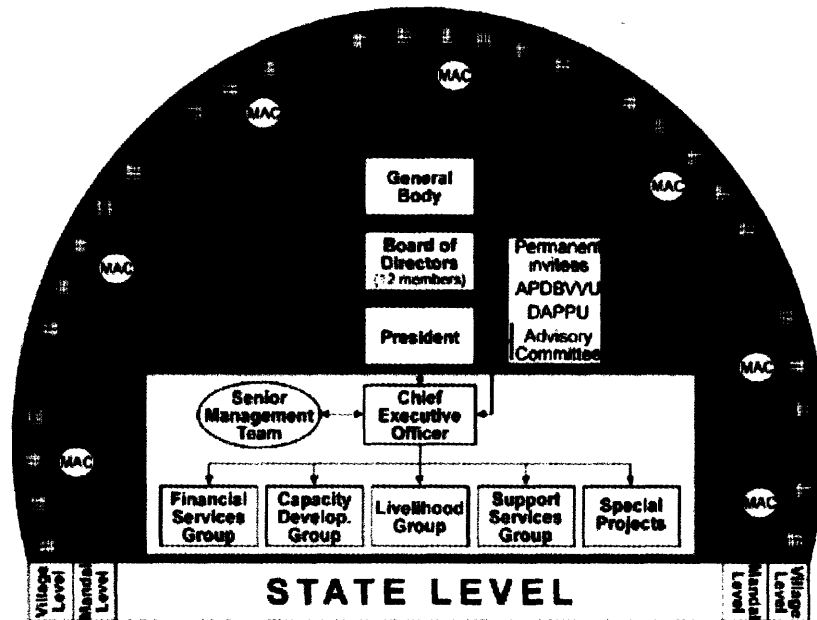 MAC
MAC
MAC
General
Body
Board of
Directors
(12 members)
Permanent
invitees
APDBVVU
DAPPU
Advisory
Committee
MAC
President
MAC
Senior
Management
Team
Chief
Executive
Officer
MAC
MAC
Financial
Services
Group
Capacity
Develop.
Group
Livelihood
Group
Support
Services
Group
Special
Projects
Village
Level
Mandal
Level
STATE LEVEL
Mandal
Level
Village
Level